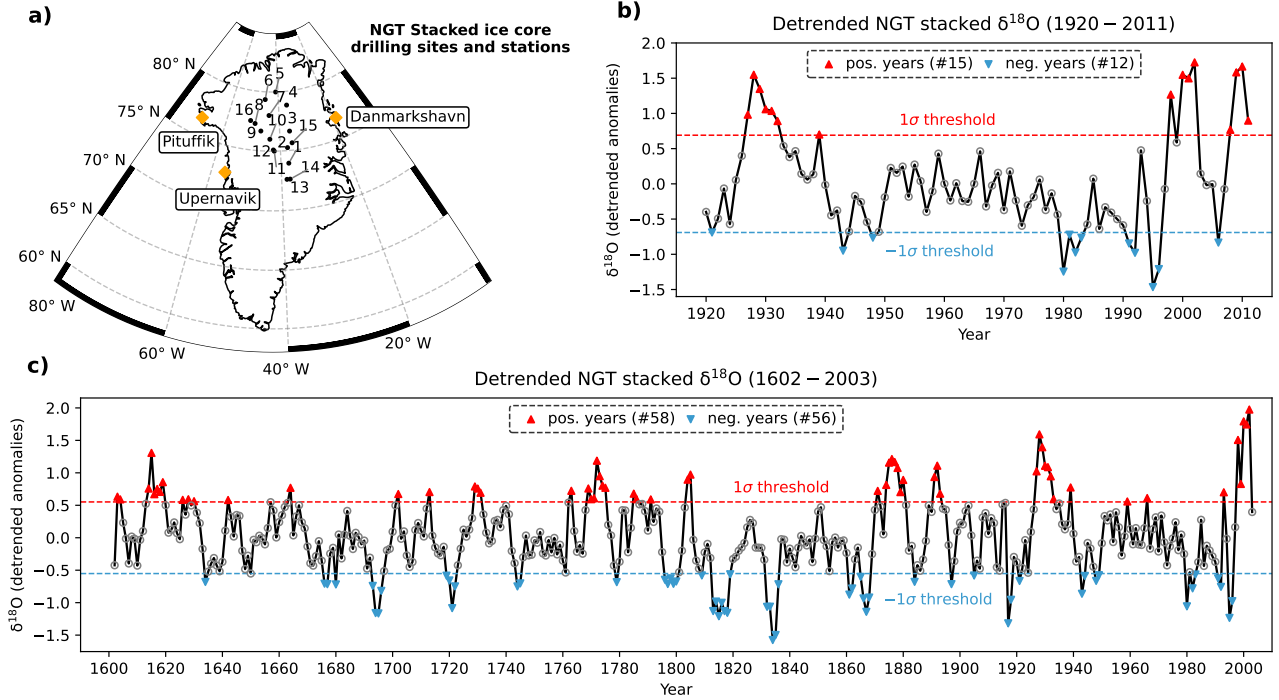 a)
NGT Stacked ice core
drilling sites and stations
80° N
75° N
70° N
65° N
60° N
80° W
60° W
40° W
20° W
6 5
8 7 4
16 10 3
9 15
12 2 1
11 14
13
Pituffik
Danmarkshavn
Upernavik
b)
Detrended NGT stacked δ¹⁸O (1920 − 2011)
pos. years (#15) neg. years (#12)
1σ threshold
−1σ threshold
δ¹⁸O (detrended anomalies)
2.0
1.5
1.0
0.5
0.0
−0.5
−1.0
−1.5
1920 1930 1940 1950 1960 1970 1980 1990 2000 2010
Year
c)
Detrended NGT stacked δ¹⁸O (1602 − 2003)
pos. years (#58) neg. years (#56)
1σ threshold
−1σ threshold
δ¹⁸O (detrended anomalies)
2.0
1.5
1.0
0.5
0.0
−0.5
−1.0
−1.5
1600 1620 1640 1660 1680 1700 1720 1740 1760 1780 1800 1820 1840 1860 1880 1900 1920 1940 1960 1980 2000
Year